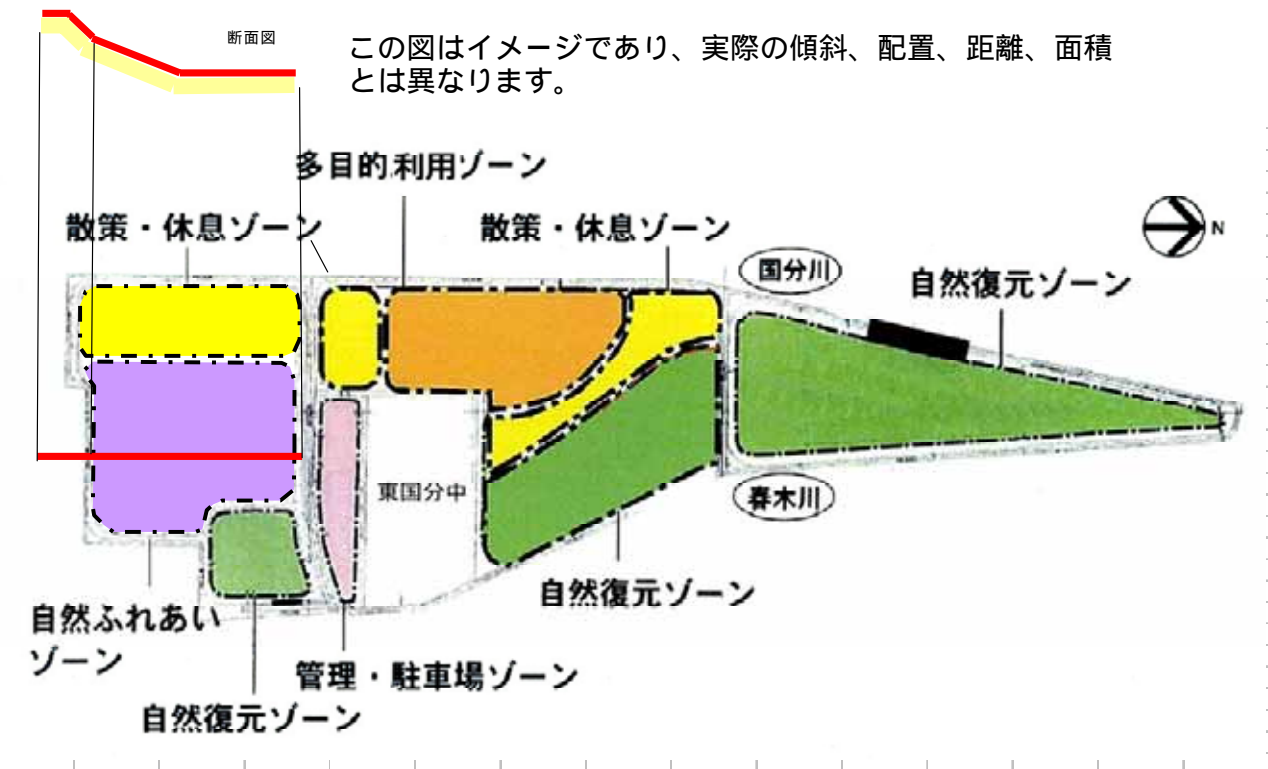 断面図
この図はイメージであり、実際の傾斜、配置、距離、面積
とは異なります。
多目的利用ゾーン
散策・休息ゾーン
散策・休息ゾーン
N
国分川
自然復元ゾーン
東国分中
春木川
自然復元ゾーン
自然ふれあい
ゾーン
管理・駐車場ゾーン
自然復元ゾーン